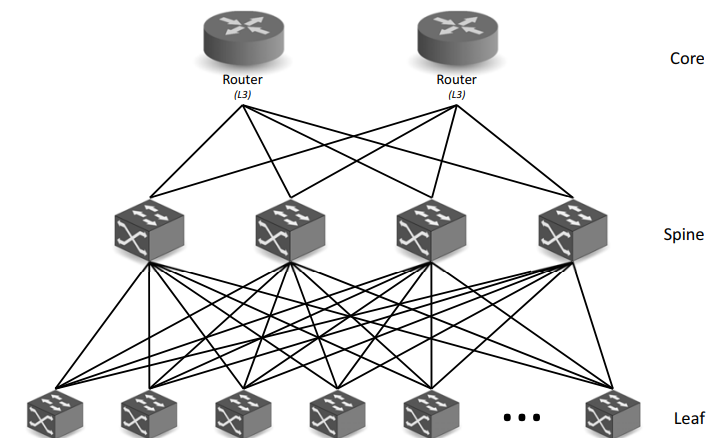 Core
Router
(L3)
Router
(L3)
Spine
Leaf